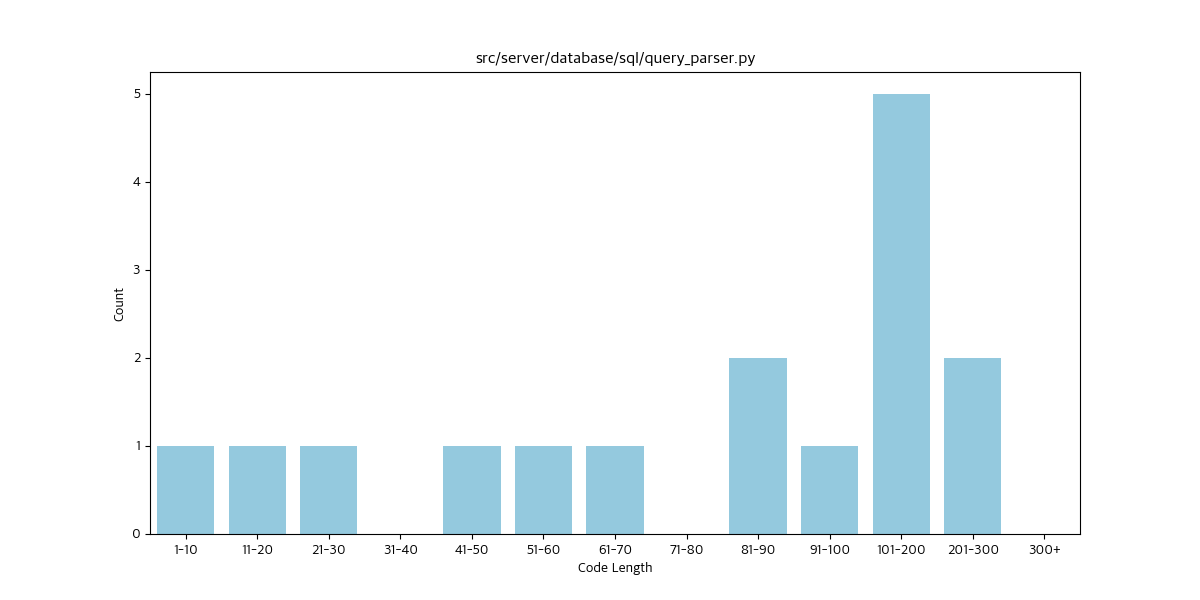 src/server/database/sql/query_parser.py
Count
5
4
3
2
1
0
1-10 11-20 21-30 31-40 41-50 51-60 61-70 71-80 81-90 91-100 101-200 201-300 300+
Code Length